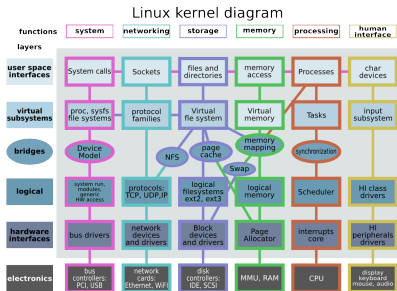 Linux kernel diagram
functions
system
networking
storage
memory
processing
human
interface
layers
user space
interfaces
System calls
Sockets
files and
directories
memory
access
Processes
char
devices
virtual
subsystems
proc, sysfs
file systems
protocol
families
Virtual
file system
Virtual
memory
Tasks
input
subsystem
bridges
Device
Model
NFS
page
cache
memory
mapping
synchronization
Swap
logical
system run,
modules,
generic
HW access
protocols:
TCP, UDP,IP
logical
filesystems
ext2, ext3
logical
memory
Scheduler
HI class
drivers
hardware
interfaces
bus drivers
network
devices
and drivers
Block
devices
and drivers
Page
Allocator
interrupts
core
HI
peripherals
drivers
electronics
bus
controllers:
PCI, USB
network
cards:
Ethernet, WiFi
disk
controllers:
IDE, SCSI
MMU, RAM
CPU
display
keyboard
mouse, audio